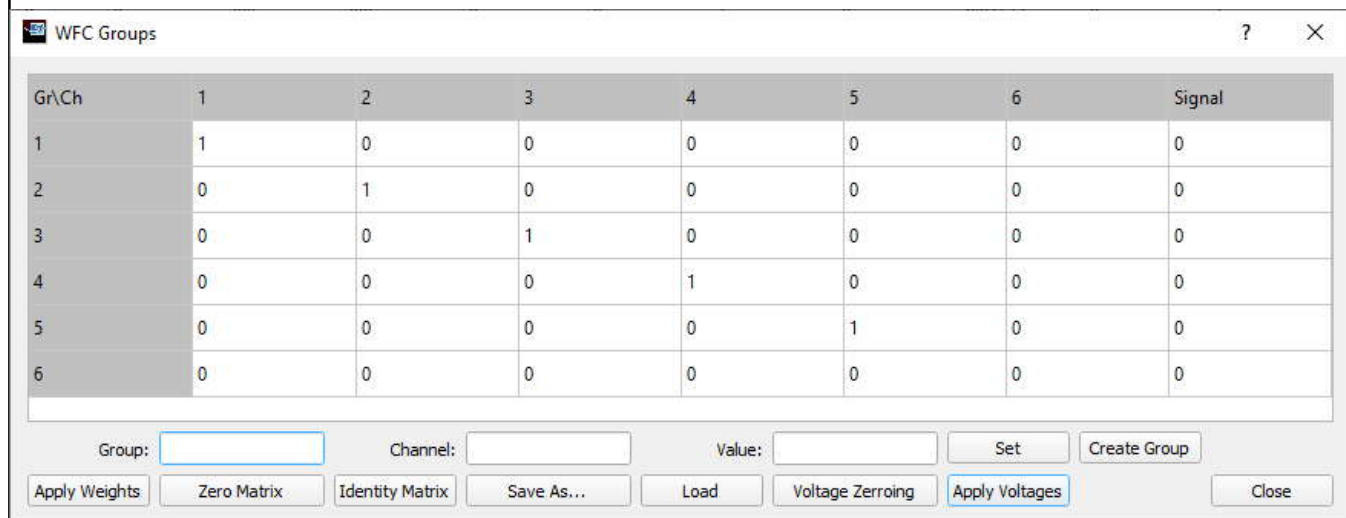 WFC Groups ? ×
Gr\Ch 1 2 3 4 5 6 Signal
1 1 0 0 0 0 0 0
2 0 1 0 0 0 0 0
3 0 0 1 0 0 0 0
4 0 0 0 1 0 0 0
5 0 0 0 0 1 0 0
6 0 0 0 0 0 0 0
Group: Channel: Value: Set Create Group
Apply Weights Zero Matrix Identity Matrix Save As... Load Voltage Zerroing Apply Voltages Close